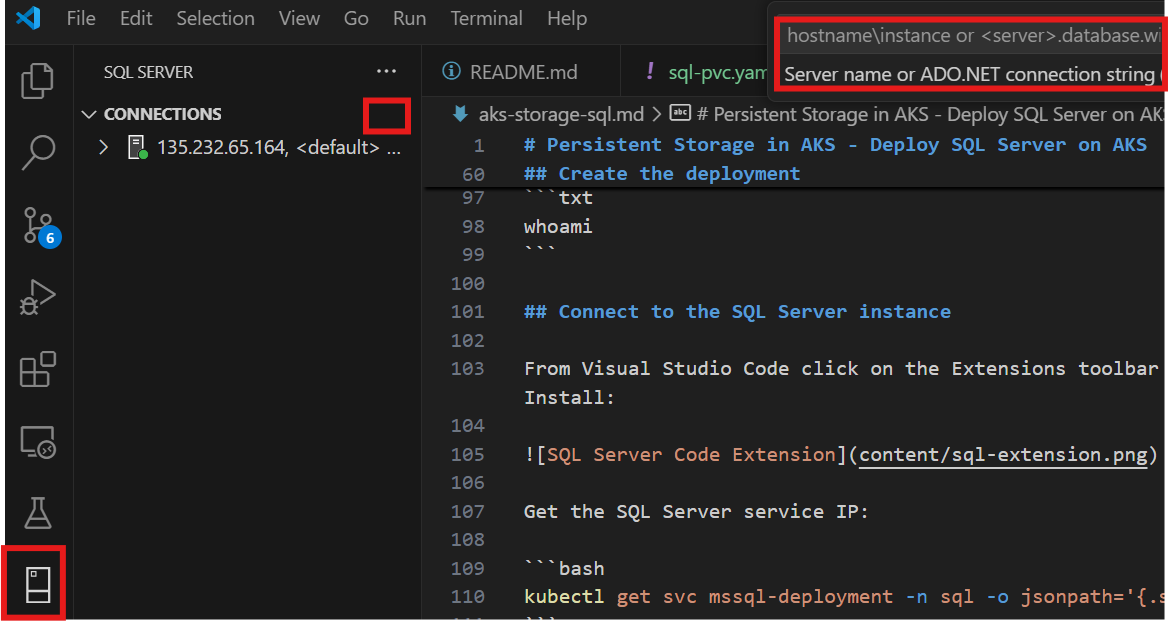 File Edit Selection View Go Run Terminal Help
hostname\instance or <server>.database.wi
Server name or ADO.NET connection string (
SQL SERVER ...
README.md ! sql-pvc.yam
CONNECTIONS
135.232.65.164, <default> ...
aks-storage-sql.md > abc # Persistent Storage in AKS - Deploy SQL Server on AK
1 # Persistent Storage in AKS - Deploy SQL Server on AKS
60 ## Create the deployment
97 ```txt
98 whoami
99 ```
100
101 ## Connect to the SQL Server instance
102
103 From Visual Studio Code click on the Extensions toolbar
Install:
104
105 ![SQL Server Code Extension](content/sql-extension.png)
106
107 Get the SQL Server service IP:
108
109 ```bash
110 kubectl get svc mssql-deployment -n sql -o jsonpath='{.s
6